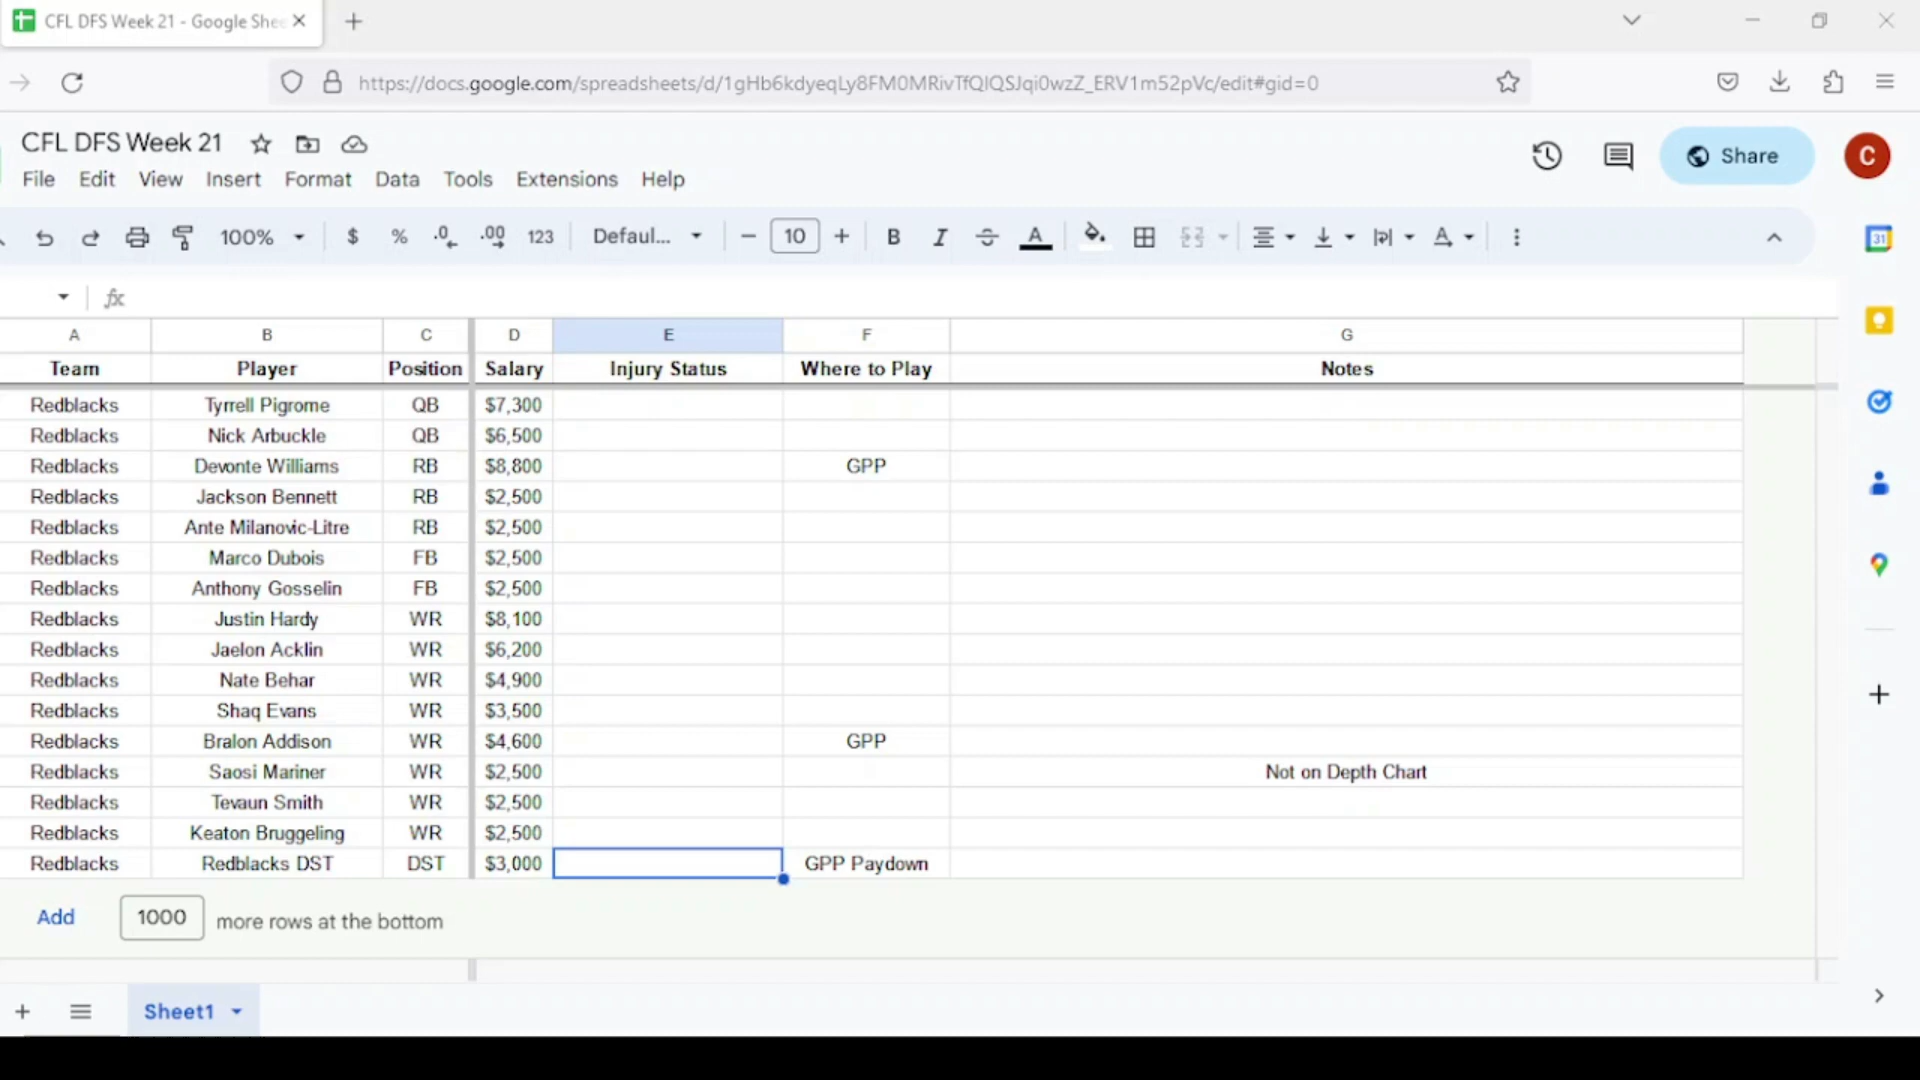 CFL DFS Week 21 - Google Shee
https://docs.google.com/spreadsheets/d/1gHb6kdyeqLy8FM0MRivTfQIQSJqi0wzZ_ERV1m52pVc/edit#gid=0
CFL DFS Week 21
Share
C
File Edit View Insert Format Data Tools Extensions Help
100% $ % .0 .00 123 Defaul... - 10 + B I S A
31
fx
A B C D E F G
Team Player Position Salary Injury Status Where to Play Notes
Redblacks Tyrrell Pigrome QB $7,300
Redblacks Nick Arbuckle QB $6,500
Redblacks Devonte Williams RB $8,800 GPP
Redblacks Jackson Bennett RB $2,500
Redblacks Ante Milanovic-Litre RB $2,500
Redblacks Marco Dubois FB $2,500
Redblacks Anthony Gosselin FB $2,500
Redblacks Justin Hardy WR $8,100
Redblacks Jaelon Acklin WR $6,200
Redblacks Nate Behar WR $4,900
Redblacks Shaq Evans WR $3,500
Redblacks Bralon Addison WR $4,600 GPP
Redblacks Saosi Mariner WR $2,500 Not on Depth Chart
Redblacks Tevaun Smith WR $2,500
Redblacks Keaton Bruggeling WR $2,500
Redblacks Redblacks DST DST $3,000 GPP Paydown
Add 1000 more rows at the bottom
Sheet1